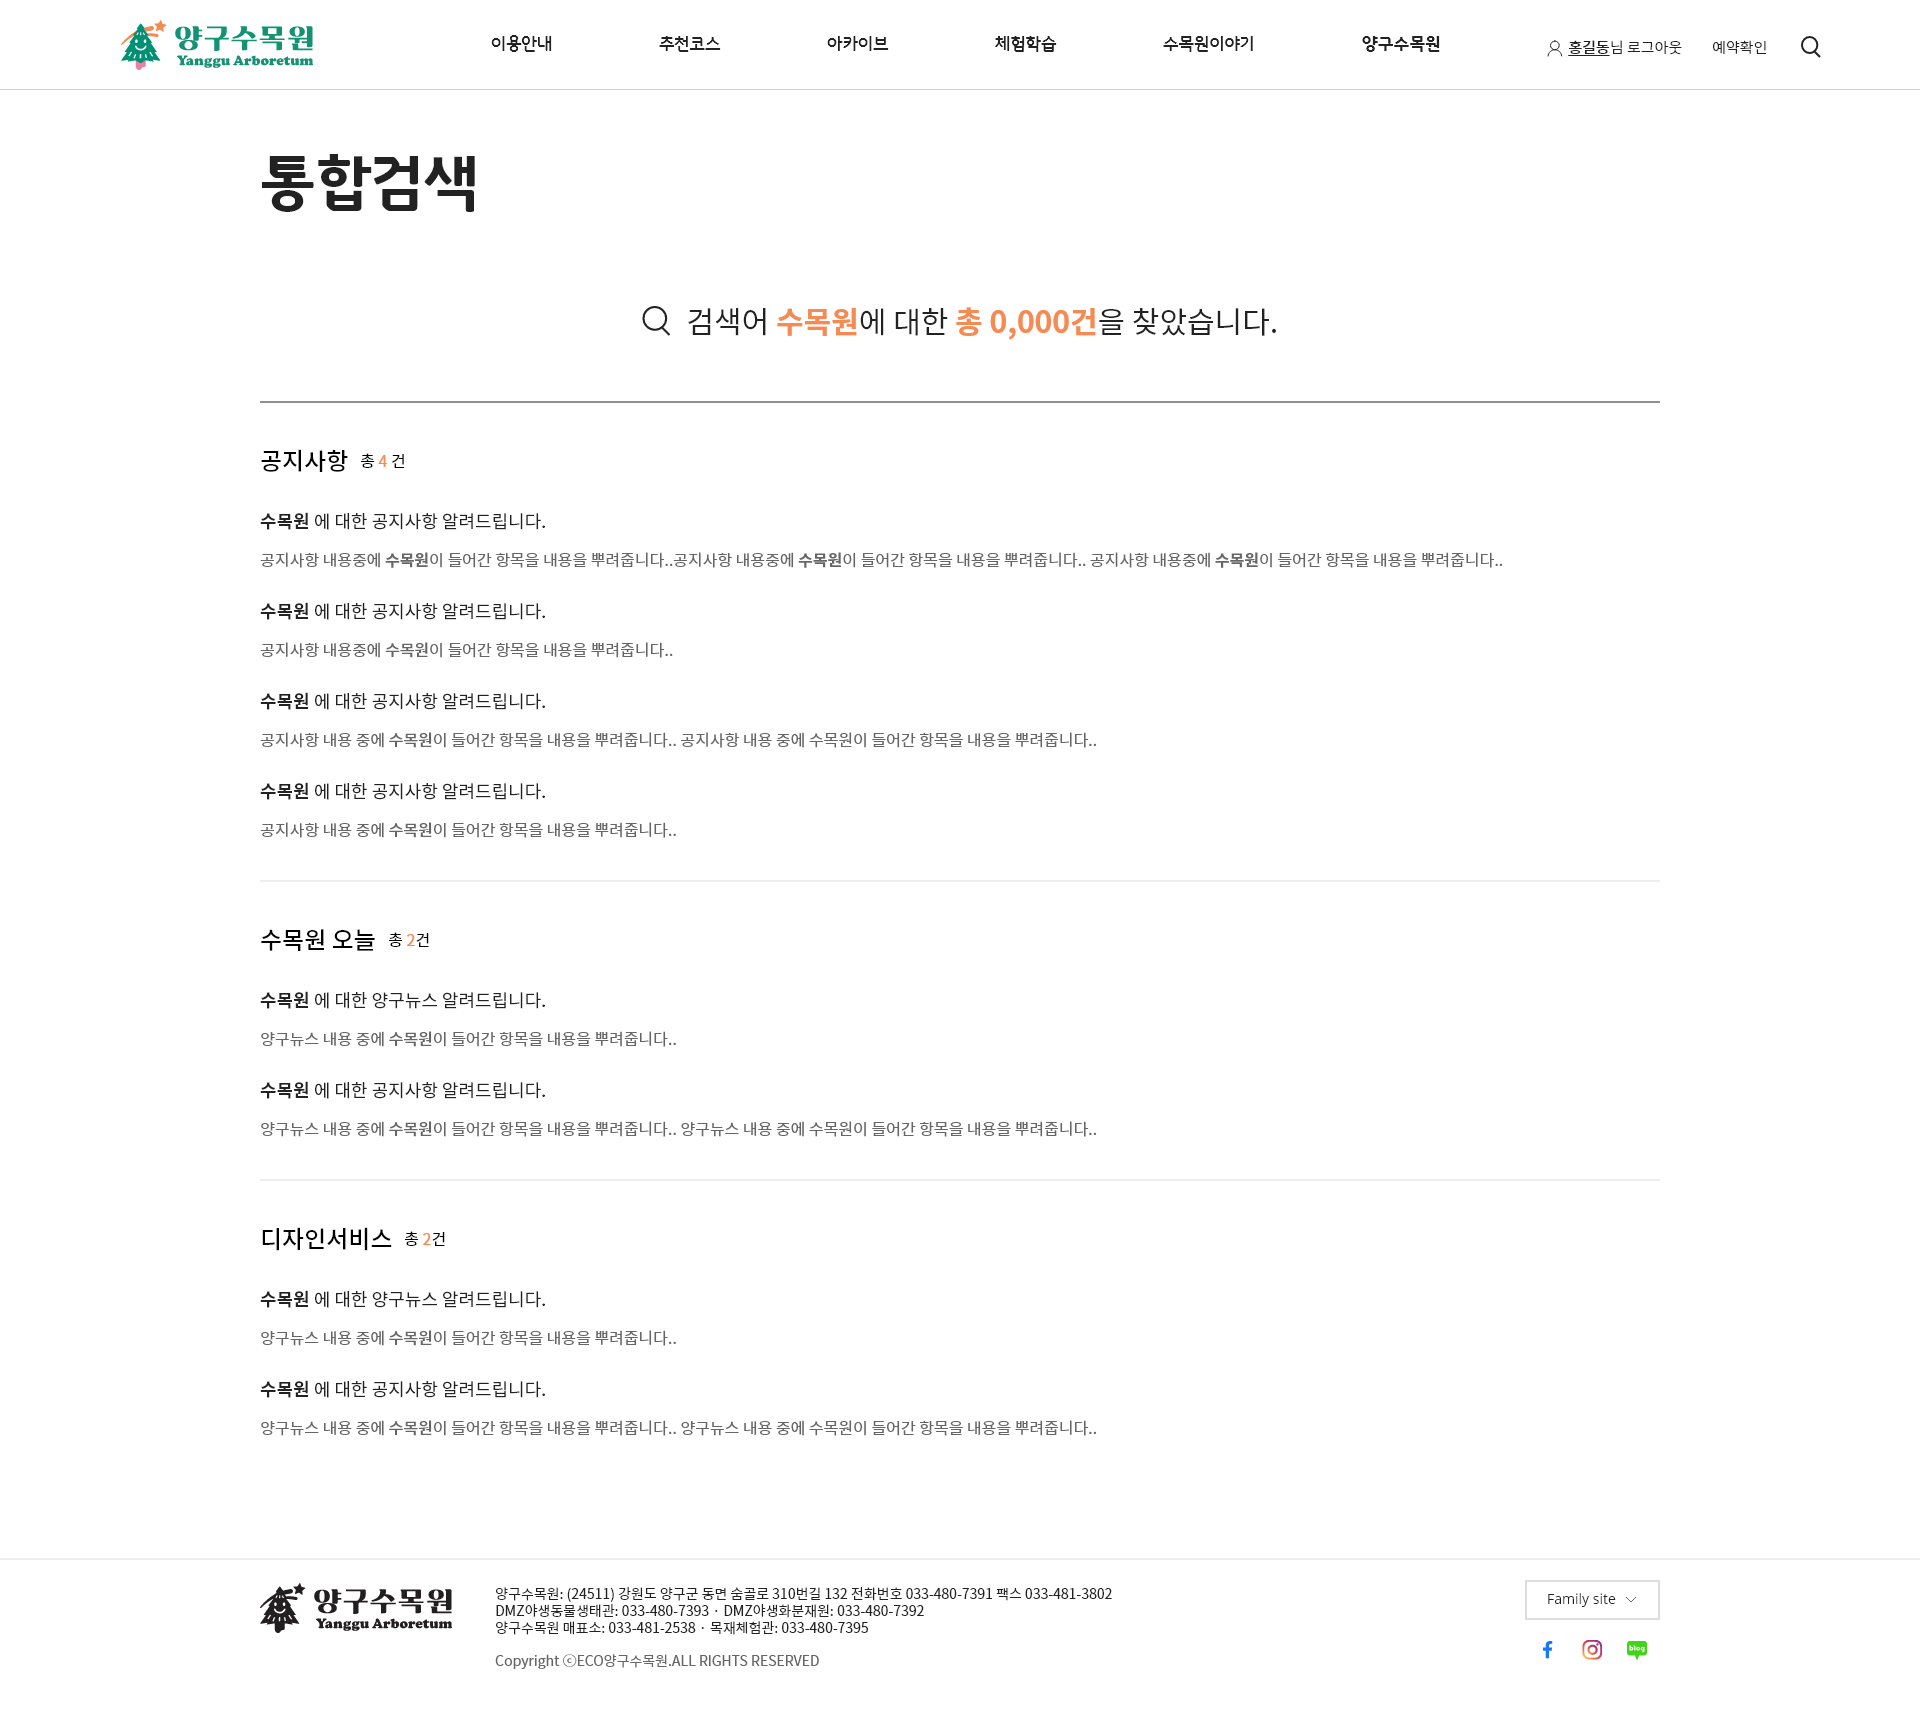 양구수목원
Yanggu Arboretum
이용안내 추천코스 아카이브 체험학습 수목원이야기 양구수목원
홍길동님 로그아웃 예약확인
통합검색
검색어 수목원에 대한 총 0,000건을 찾았습니다.
공지사항 총 4 건
수목원 에 대한 공지사항 알려드립니다.
공지사항 내용중에 수목원이 들어간 항목을 내용을 뿌려줍니다..공지사항 내용중에 수목원이 들어간 항목을 내용을 뿌려줍니다.. 공지사항 내용중에 수목원이 들어간 항목을 내용을 뿌려줍니다..
수목원 에 대한 공지사항 알려드립니다.
공지사항 내용중에 수목원이 들어간 항목을 내용을 뿌려줍니다..
수목원 에 대한 공지사항 알려드립니다.
공지사항 내용 중에 수목원이 들어간 항목을 내용을 뿌려줍니다.. 공지사항 내용 중에 수목원이 들어간 항목을 내용을 뿌려줍니다..
수목원 에 대한 공지사항 알려드립니다.
공지사항 내용 중에 수목원이 들어간 항목을 내용을 뿌려줍니다..
수목원 오늘 총 2건
수목원 에 대한 양구뉴스 알려드립니다.
양구뉴스 내용 중에 수목원이 들어간 항목을 내용을 뿌려줍니다..
수목원 에 대한 공지사항 알려드립니다.
양구뉴스 내용 중에 수목원이 들어간 항목을 내용을 뿌려줍니다.. 양구뉴스 내용 중에 수목원이 들어간 항목을 내용을 뿌려줍니다..
디자인서비스 총 2건
수목원 에 대한 양구뉴스 알려드립니다.
양구뉴스 내용 중에 수목원이 들어간 항목을 내용을 뿌려줍니다..
수목원 에 대한 공지사항 알려드립니다.
양구뉴스 내용 중에 수목원이 들어간 항목을 내용을 뿌려줍니다.. 양구뉴스 내용 중에 수목원이 들어간 항목을 내용을 뿌려줍니다..
양구수목원
Yanggu Arboretum
양구수목원: (24511) 강원도 양구군 동면 숨골로 310번길 132 전화번호 033-480-7391 팩스 033-481-3802
DMZ야생동물생태관: 033-480-7393 · DMZ야생화분재원: 033-480-7392
양구수목원 매표소: 033-481-2538 · 목재체험관: 033-480-7395
Copyright ⓒECO양구수목원.ALL RIGHTS RESERVED
Family site
blog